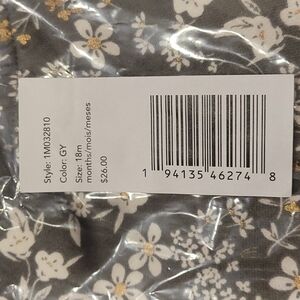 Style: 1M032810
Color: GY
Size: 18m
months/mois/meses
$26.00
1 94135 46274 8